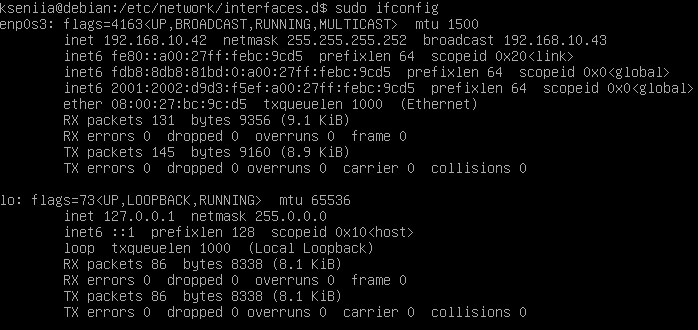 kseniia@debian:/etc/network/interfaces.d$ sudo ifconfig
enp0s3: flags=4163<UP,BROADCAST,RUNNING,MULTICAST>  mtu 1500
        inet 192.168.10.42  netmask 255.255.255.252  broadcast 192.168.10.43
        inet6 fe80::a00:27ff:febc:9cd5  prefixlen 64  scopeid 0x20<link>
        inet6 fdb8:8db8:81bd:0:a00:27ff:febc:9cd5  prefixlen 64  scopeid 0x0<global>
        inet6 2001:2002:d9d3:f5ef:a00:27ff:febc:9cd5  prefixlen 64  scopeid 0x0<global>
        ether 08:00:27:bc:9c:d5  txqueuelen 1000  (Ethernet)
        RX packets 131  bytes 9356 (9.1 KiB)
        RX errors 0  dropped 0  overruns 0  frame 0
        TX packets 145  bytes 9160 (8.9 KiB)
        TX errors 0  dropped 0 overruns 0  carrier 0  collisions 0

lo: flags=73<UP,LOOPBACK,RUNNING>  mtu 65536
        inet 127.0.0.1  netmask 255.0.0.0
        inet6 ::1  prefixlen 128  scopeid 0x10<host>
        loop  txqueuelen 1000  (Local Loopback)
        RX packets 86  bytes 8338 (8.1 KiB)
        RX errors 0  dropped 0  overruns 0  frame 0
        TX packets 86  bytes 8338 (8.1 KiB)
        TX errors 0  dropped 0 overruns 0  carrier 0  collisions 0